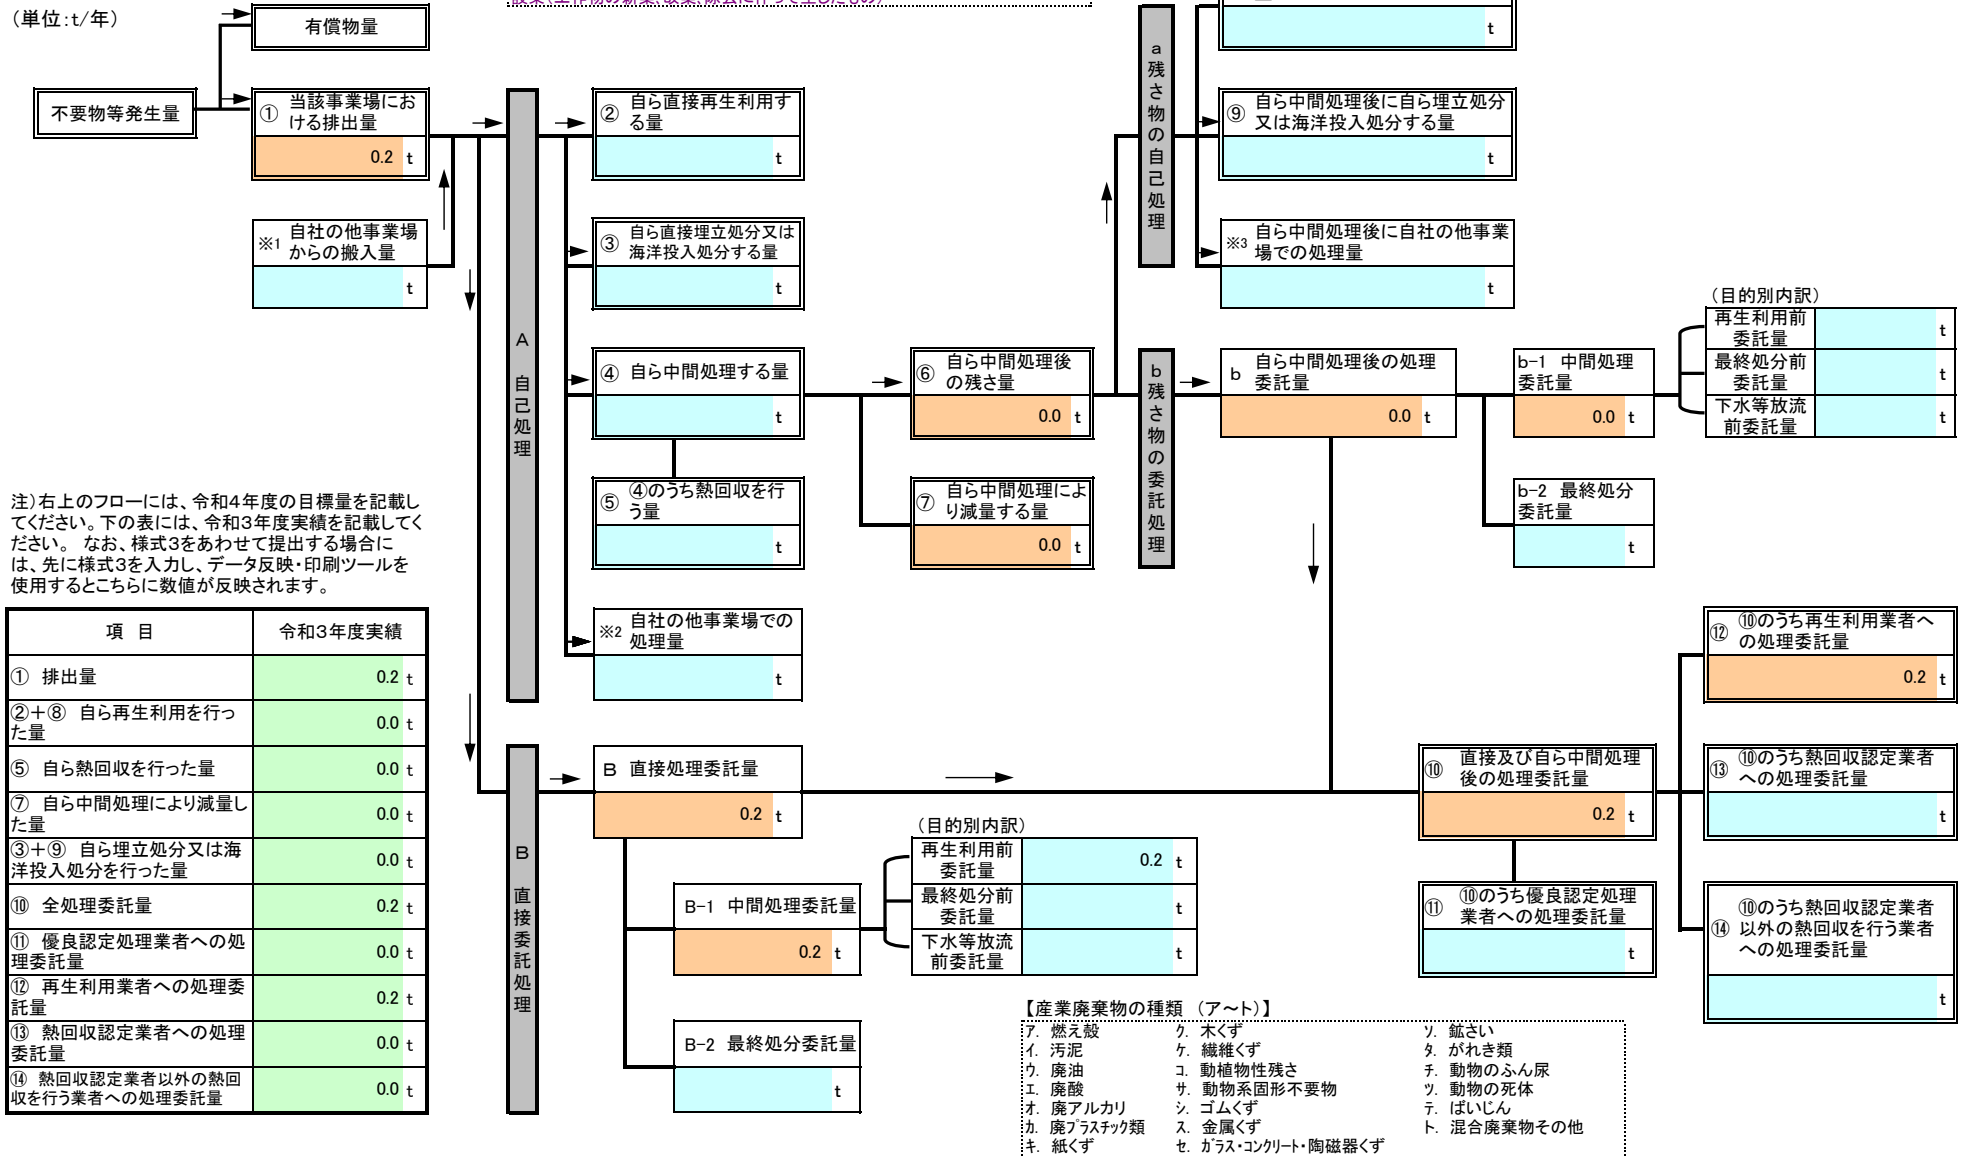 （単位：t/年）
有償物量
不要物等発生量
① 当該事業場にお
ける排出量
0.2 t
※1 自社の他事業場
からの搬入量
t
A 自己処理
② 自ら直接再生利用す
る量
t
③ 自ら直接埋立処分又は
海洋投入処分する量
t
④ 自ら中間処理する量
t
⑤ ④のうち熱回収を行
う量
t
※2 自社の他事業場での
処理量
t
⑥ 自ら中間処理後
の残さ量
0.0 t
⑦ 自ら中間処理によ
り減量する量
0.0 t
a残さ物の自己処理
t
⑨ 自ら中間処理後に自ら埋立処分
又は海洋投入処分する量
t
※3 自ら中間処理後に自社の他事業
場での処理量
t
b残さ物の委託処理
b 自ら中間処理後の処理
委託量
0.0 t
b-1 中間処理
委託量
0.0 t
（目的別内訳）
再生利用前
委託量
t
最終処分前
委託量
t
下水等放流
前委託量
t
b-2 最終処分
委託量
t
注）右上のフローには、令和４年度の目標量を記載し
てください。下の表には、令和３年度実績を記載してく
ださい。 なお、様式３をあわせて提出する場合に
は、先に様式３を入力し、データ反映・印刷ツールを
使用するとこちらに数値が反映されます。
項 目 令和３年度実績
① 排出量 0.2 t
②＋⑧ 自ら再生利用を行っ
た量 0.0 t
⑤ 自ら熱回収を行った量 0.0 t
⑦ 自ら中間処理により減量し
た量 0.0 t
③＋⑨ 自ら埋立処分又は海
洋投入処分を行った量 0.0 t
⑩ 全処理委託量 0.2 t
⑪ 優良認定処理業者への処
理委託量 0.0 t
⑫ 再生利用業者への処理委
託量 0.2 t
⑬ 熱回収認定業者への処理
委託量 0.0 t
⑭ 熱回収認定業者以外の熱回
収を行う業者への処理委託量 0.0 t
B 直接委託処理
B 直接処理委託量
0.2 t
B-1 中間処理委託量
0.2 t
（目的別内訳）
再生利用前
委託量
0.2 t
最終処分前
委託量
t
下水等放流
前委託量
t
B-2 最終処分委託量
t
⑩ 直接及び自ら中間処理
後の処理委託量
0.2 t
⑪ ⑩のうち優良認定処理
業者への処理委託量
t
⑫ ⑩のうち再生利用業者へ
の処理委託量
0.2 t
⑬ ⑩のうち熱回収認定業者
への処理委託量
t
⑭ ⑩のうち熱回収認定業者
以外の熱回収を行う業者
への処理委託量
t
【産業廃棄物の種類 （ア～ト）】
ア. 燃え殻 ク. 木くず ソ. 鉱さい
イ. 汚泥 ケ. 繊維くず タ. がれき類
ウ. 廃油 コ. 動植物性残さ チ. 動物のふん尿
エ. 廃酸 サ. 動物系固形不要物 ツ. 動物の死体
オ. 廃アルカリ シ. ゴムくず テ. ばいじん
カ. 廃プラスチック類 ス. 金属くず ト. 混合廃棄物その他
キ. 紙くず セ. ガラス・コンクリート・陶磁器くず